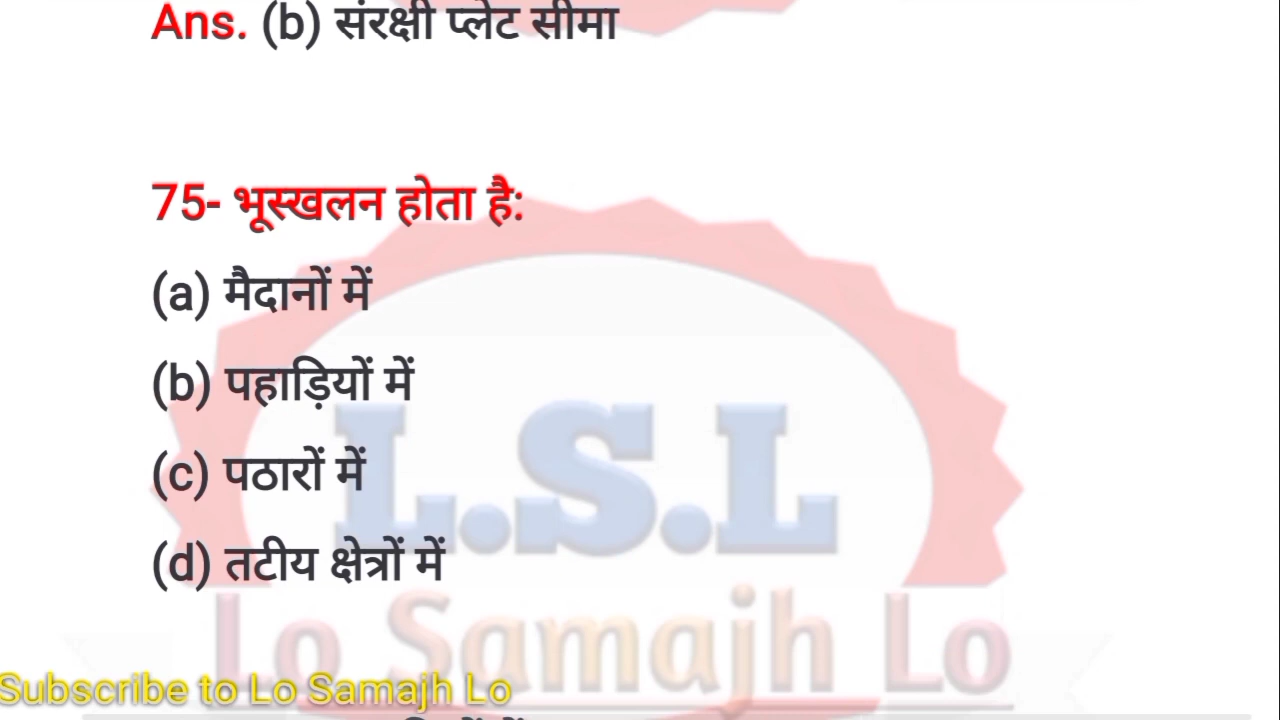 Ans. (b) संरक्षी प्लेट सीमा
75- भूस्खलन होता है:
(a) मैदानों में
(b) पहाड़ियों में
(c) पठारों में
(d) तटीय क्षेत्रों में
L.S.L
Lo Samajh Lo
Subscribe to Lo Samajh Lo